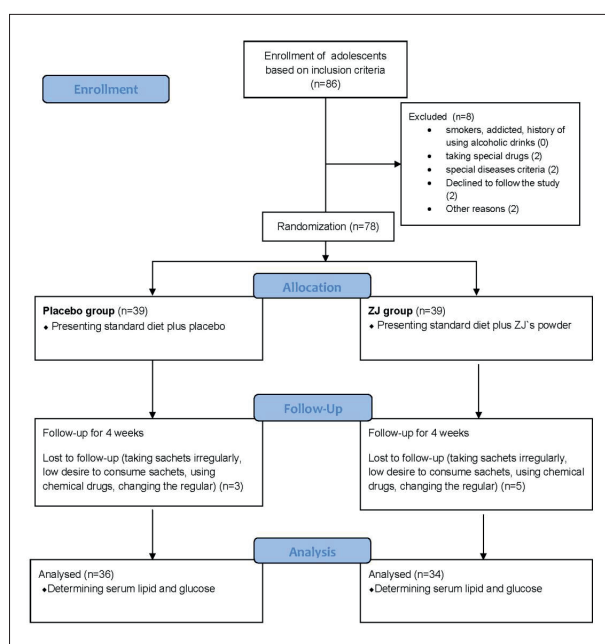 Enrollment of adolescents
based on inclusion criteria
(n=86)
Enrollment
Excluded (n=8)
• smokers, addicted, history of
using alcoholic drinks (0)
• taking special drugs (2)
• special diseases criteria (2)
• Declined to follow the study
(2)
• Other reasons (2)
Randomization (n=78)
Allocation
Placebo group (n=39)
♦ Presenting standard diet plus placebo
ZJ group (n=39)
♦ Presenting standard diet plus ZJ`s powder
Follow-Up
Follow-up for 4 weeks
Lost to follow-up (taking sachets irregularly,
low desire to consume sachets, using
chemical drugs, changing the regular) (n=3)
Follow-up for 4 weeks
Lost to follow-up (taking sachets irregularly,
low desire to consume sachets, using
chemical drugs, changing the regular) (n=5)
Analysis
Analysed (n=36)
♦Determining serum lipid and glucose
Analysed (n=34)
♦Determining serum lipid and glucose